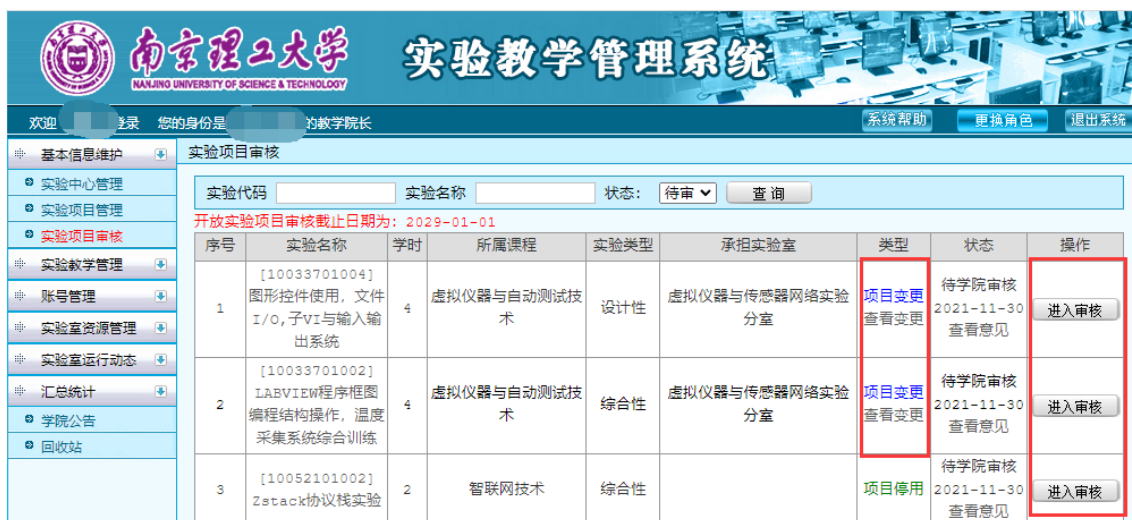 南京理工大学
NANJING UNIVERSITY OF SCIENCE & TECHNOLOGY
实验教学管理系统
欢迎 登录 您的身份是 的教学院长
系统帮助 更换角色 退出系统
基本信息维护
实验中心管理
实验项目管理
实验项目审核
实验教学管理
账号管理
实验室资源管理
实验室运行动态
汇总统计
学院公告
回收站
实验项目审核
实验代码 实验名称 状态: 待审 查 询
开放实验项目审核截止日期为: 2029-01-01
序号 实验名称 学时 所属课程 实验类型 承担实验室 类型 状态 操作
[10033701004]
图形控件使用, 文件
I/O,子VI与输入输
出系统
1
4
虚拟仪器与自动测试技
术
设计性
虚拟仪器与传感器网络实验
分室
项目变更
查看变更
待学院审核
2021-11-30
查看意见
进入审核
[10033701002]
LABVIEW程序框图
编程结构操作, 温度
采集系统综合训练
2
4
虚拟仪器与自动测试技
术
综合性
虚拟仪器与传感器网络实验
分室
项目变更
查看变更
待学院审核
2021-11-30
查看意见
进入审核
[10052101002]
Zstack协议栈实验
3
2
智联网技术
综合性
项目停用
待学院审核
2021-11-30
查看意见
进入审核